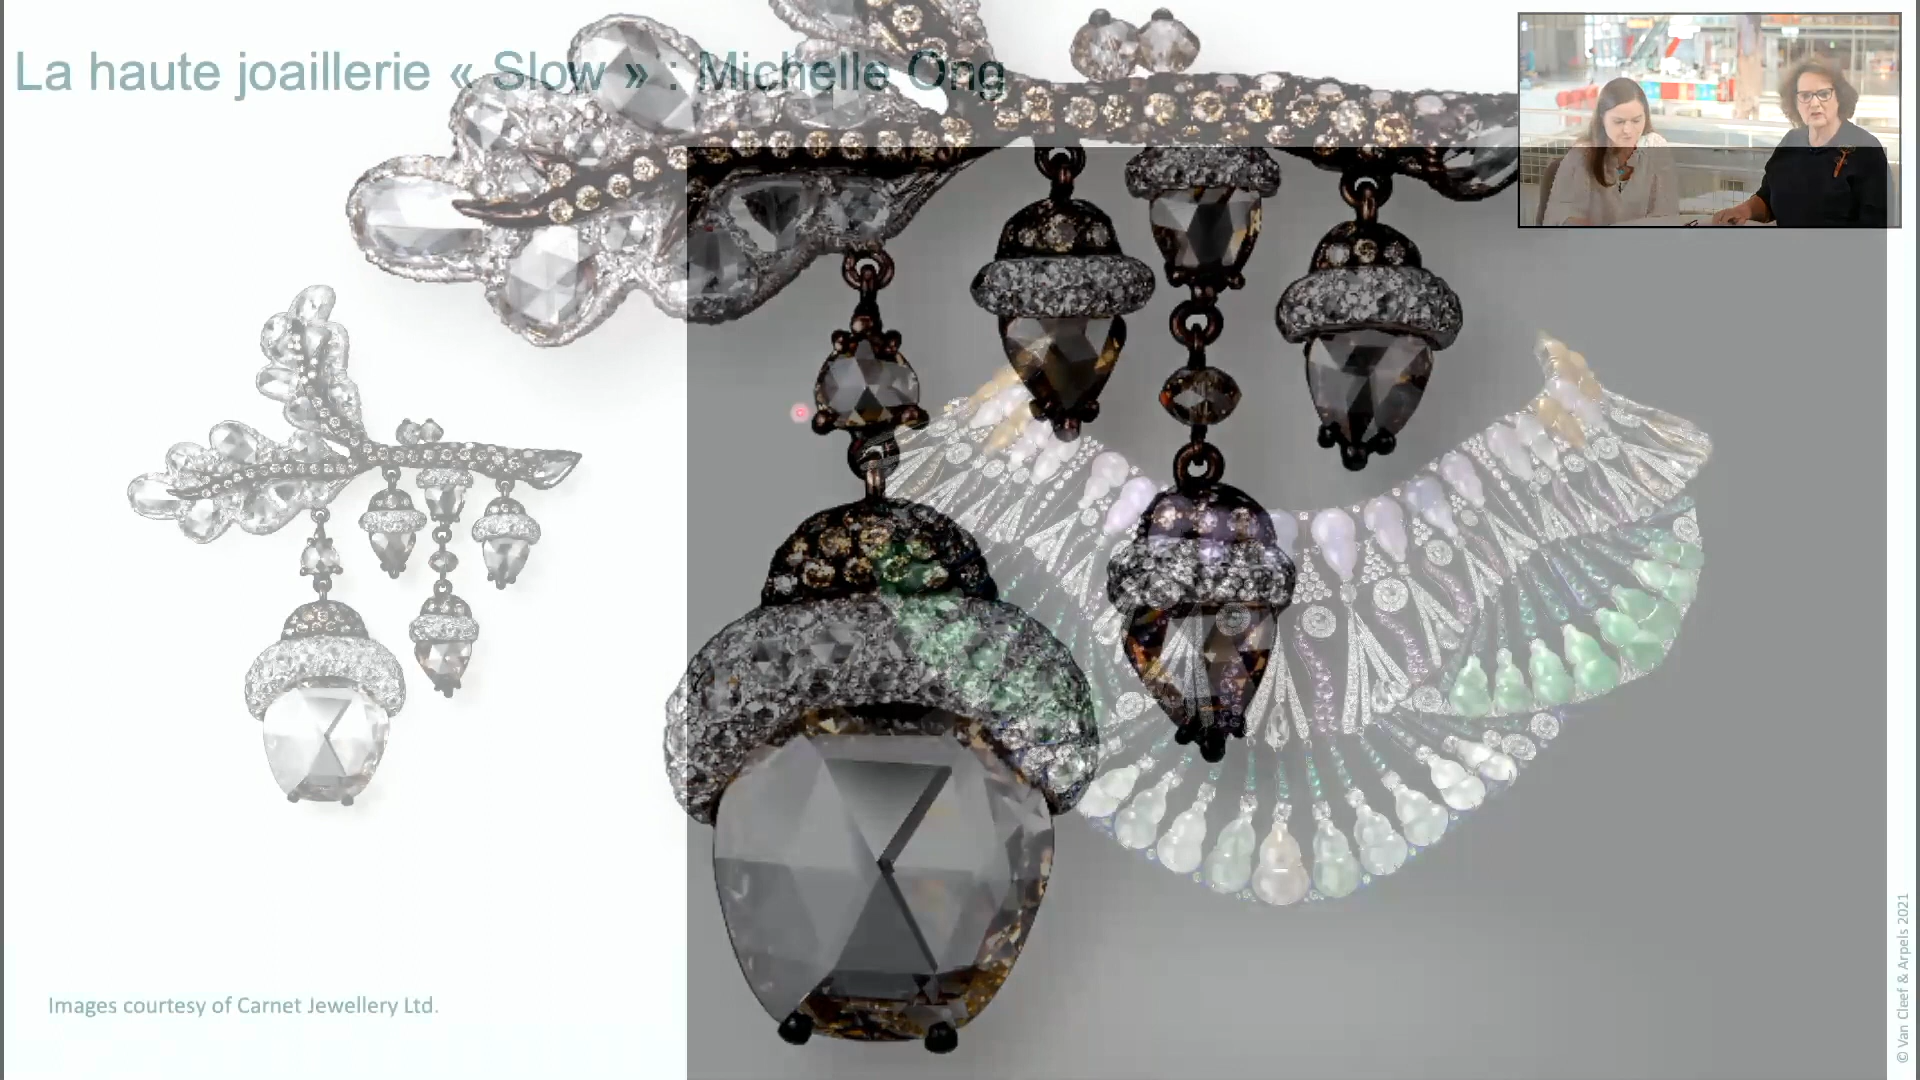 La haute joaillerie « Slow » : Michelle Ong
Images courtesy of Carnet Jewellery Ltd.
© Van Cleef & Arpels 2021